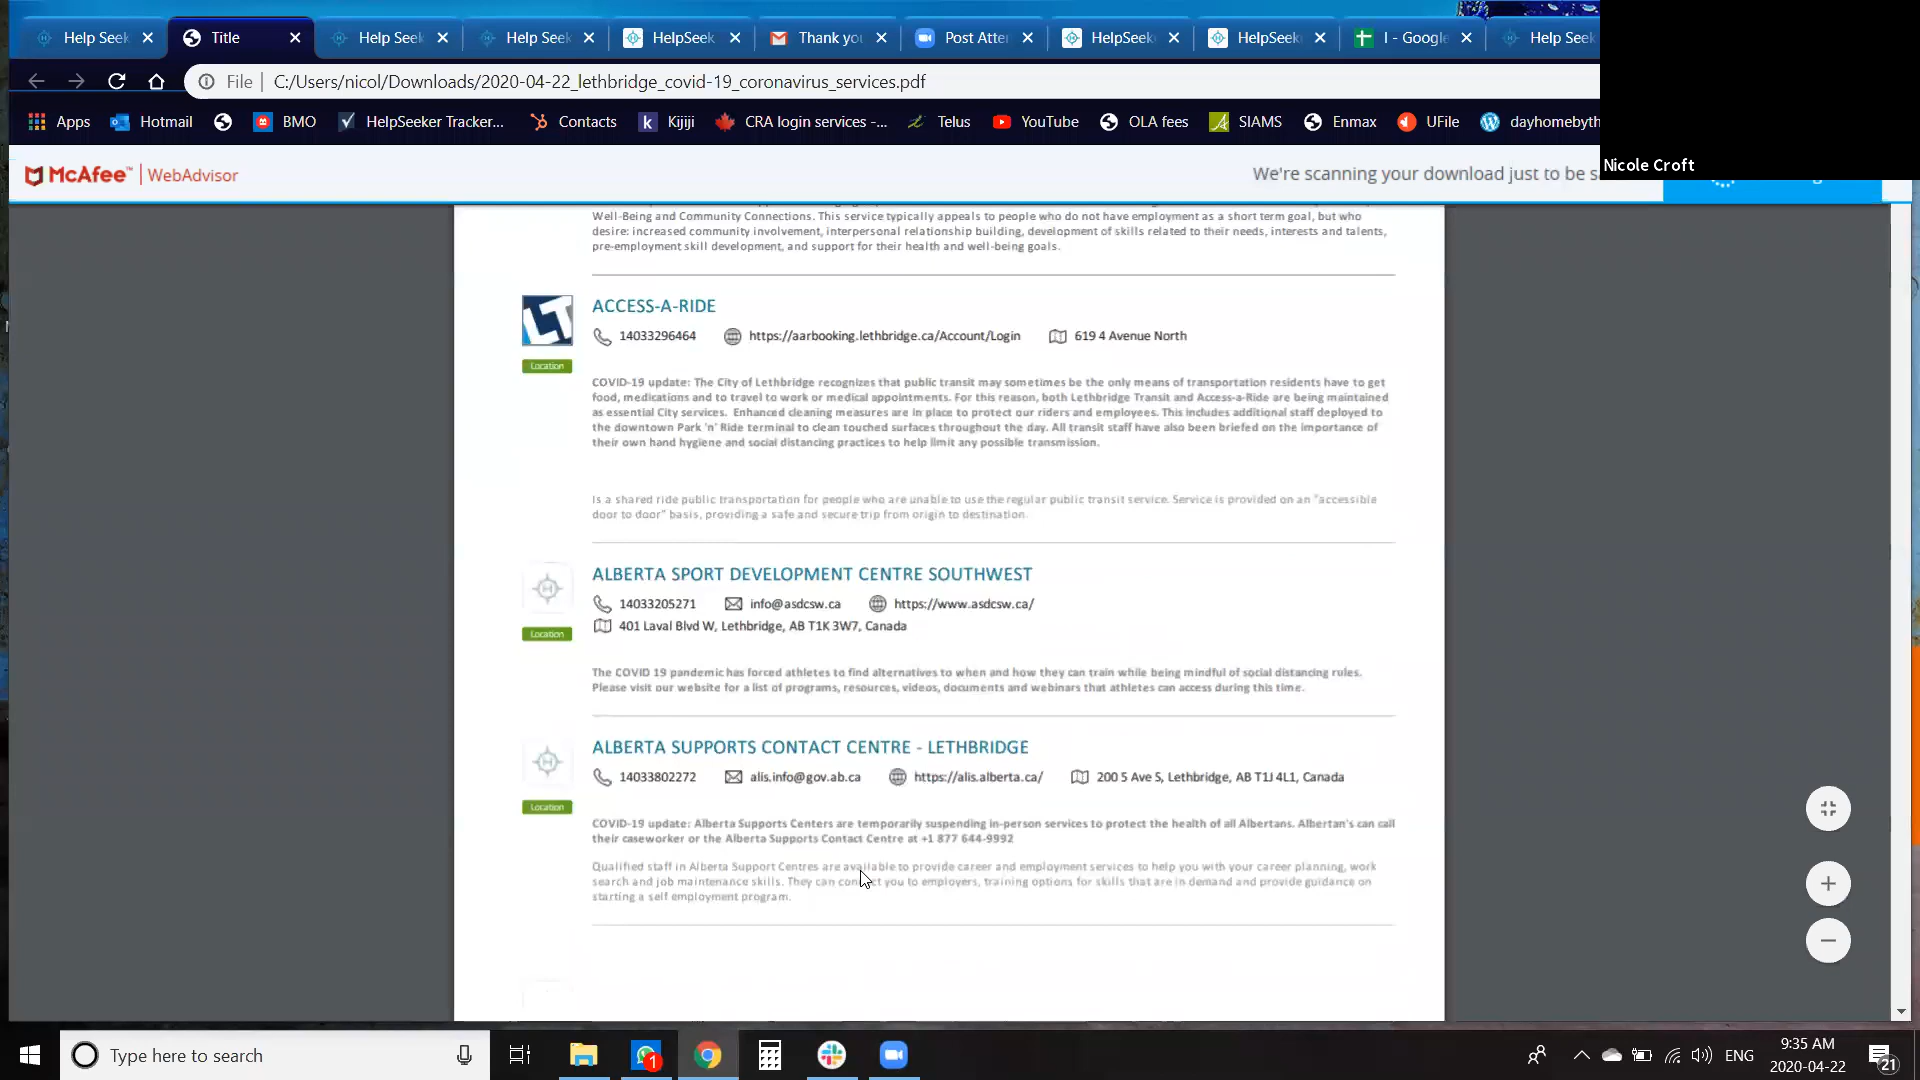 Help Seek
Title
Help Seek
Help Seek
HelpSeek
Thank you
Post Atter
HelpSeek
HelpSeek
I - Google
Help Seek
File
C:/Users/nicol/Downloads/2020-04-22_lethbridge_covid-19_coronavirus_services.pdf
Apps
Hotmail
BMO
HelpSeeker Tracker...
Contacts
Kijiji
CRA login services -...
Telus
YouTube
OLA fees
SIAMS
Enmax
UFile
dayhomebyth
Nicole Croft
McAfee™ | WebAdvisor
We're scanning your download just to be s
Well-Being and Community Connections. This service typically appeals to people who do not have employment as a short term goal, but who
desire: increased community involvement, interpersonal relationship building, development of skills related to their needs, interests and talents,
pre-employment skill development, and support for their health and well-being goals.
ACCESS-A-RIDE
14033296464 https://aarbooking.lethbridge.ca/Account/Login 619 4 Avenue North
Location
COVID-19 update: The City of Lethbridge recognizes that public transit may sometimes be the only means of transportation residents have to get
food, medications and to travel to work or medical appointments. For this reason, both Lethbridge Transit and Access-a-Ride are being maintained
as essential City services. Enhanced cleaning measures are in place to protect our riders and employees. This includes additional staff deployed to
the downtown Park 'n' Ride terminal to clean touched surfaces throughout the day. All transit staff have also been briefed on the importance of
their own hand hygiene and social distancing practices to help limit any possible transmission.
Is a shared ride public transportation for people who are unable to use the regular public transit service. Service is provided on an "accessible
door to door" basis, providing a safe and secure trip from origin to destination.
ALBERTA SPORT DEVELOPMENT CENTRE SOUTHWEST
14033205271 info@asdcsw.ca https://www.asdcsw.ca/
401 Laval Blvd W, Lethbridge, AB T1K 3W7, Canada
Location
The COVID 19 pandemic has forced athletes to find alternatives to when and how they can train while being mindful of social distancing rules.
Please visit our website for a list of programs, resources, videos, documents and webinars that athletes can access during this time.
ALBERTA SUPPORTS CONTACT CENTRE - LETHBRIDGE
14033802272 alis.info@gov.ab.ca https://alis.alberta.ca/ 200 5 Ave S, Lethbridge, AB T1J 4L1, Canada
Location
COVID-19 update: Alberta Supports Centers are temporarily suspending in-person services to protect the health of all Albertans. Albertan's can call
their caseworker or the Alberta Supports Contact Centre at +1 877 644-9992
Qualified staff in Alberta Support Centres are available to provide career and employment services to help you with your career planning, work
search and job maintenance skills. They can connect you to employers, training options for skills that are in demand and provide guidance on
starting a self employment program.
Type here to search
1
ENG
9:35 AM
2020-04-22
21